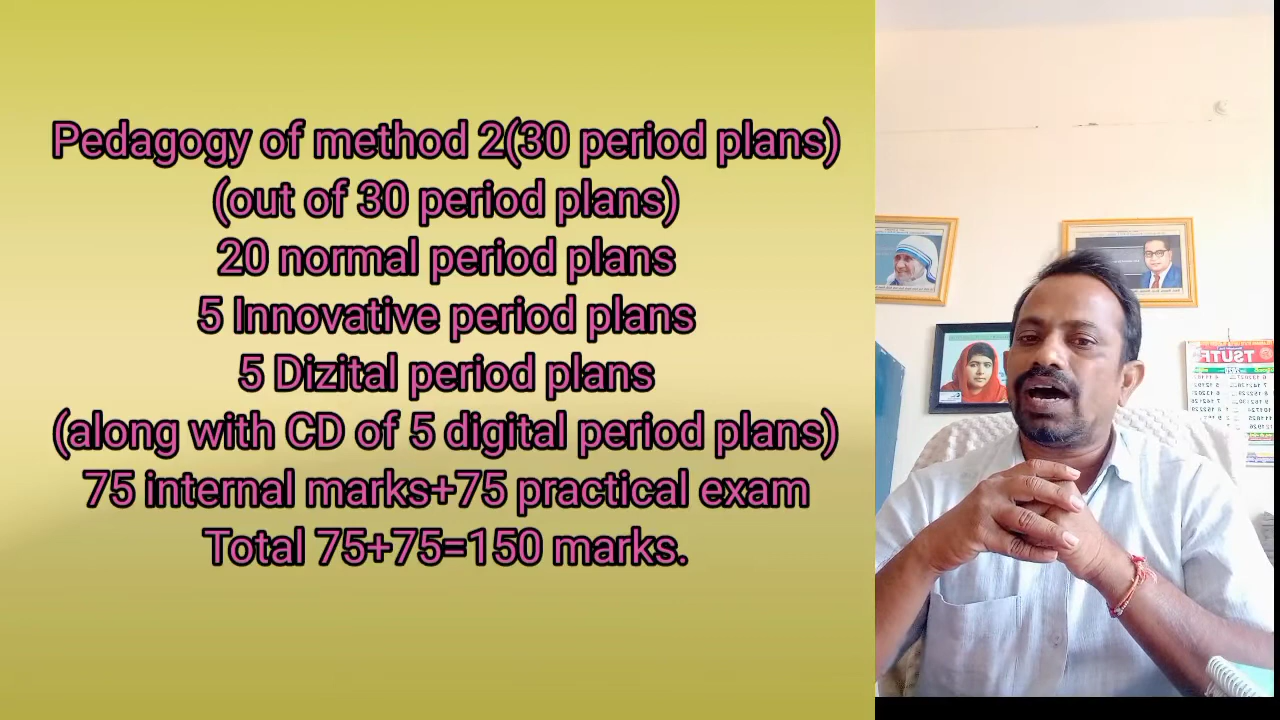 Pedagogy of method 2(30 period plans)
(out of 30 period plans)
20 normal period plans
5 Innovative period plans
5 Dizital period plans
(along with CD of 5 digital period plans)
75 internal marks+75 practical exam
Total 75+75=150 marks.
TSUTF